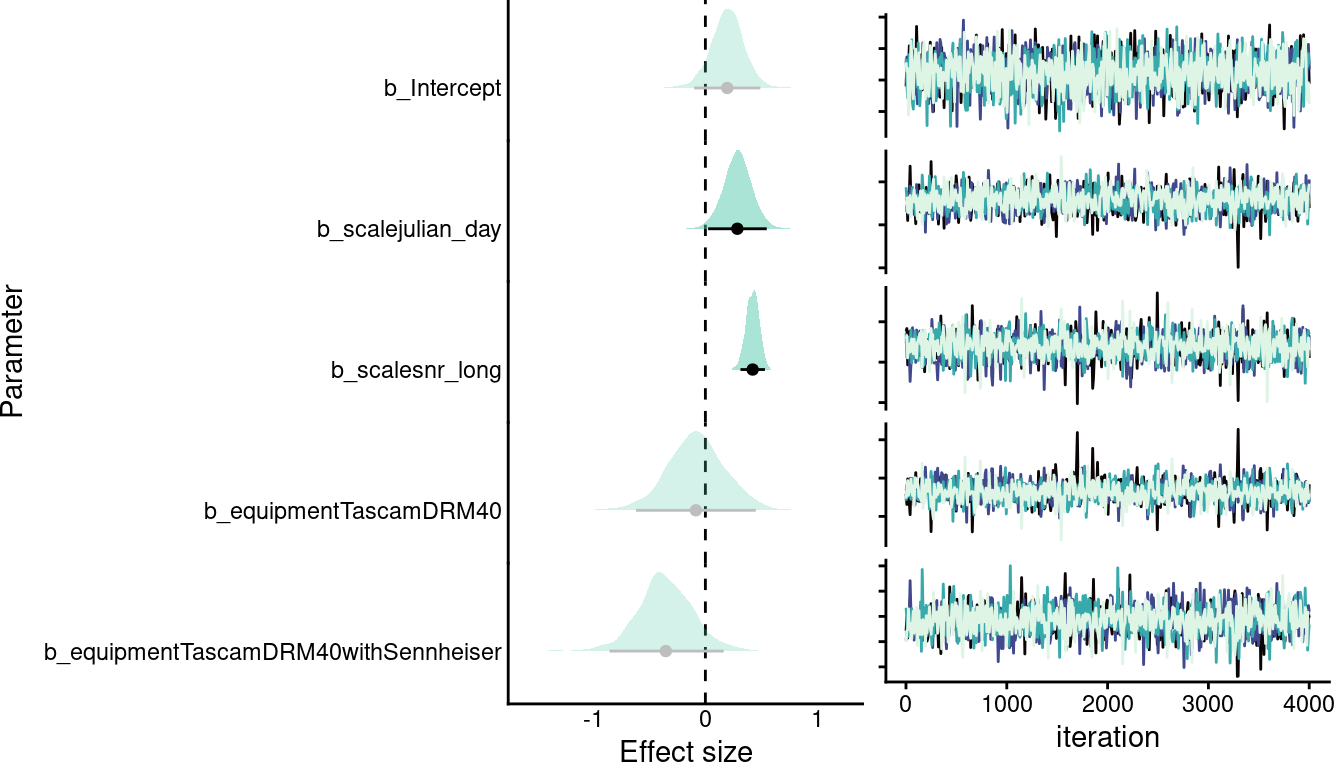 Parameter
b_Intercept
b_scalejulian_day
b_scalesnr_long
b_equipmentTascamDRM40
b_equipmentTascamDRM40withSennheiser
-1 0 1
Effect size
0 1000 2000 3000 4000
iteration